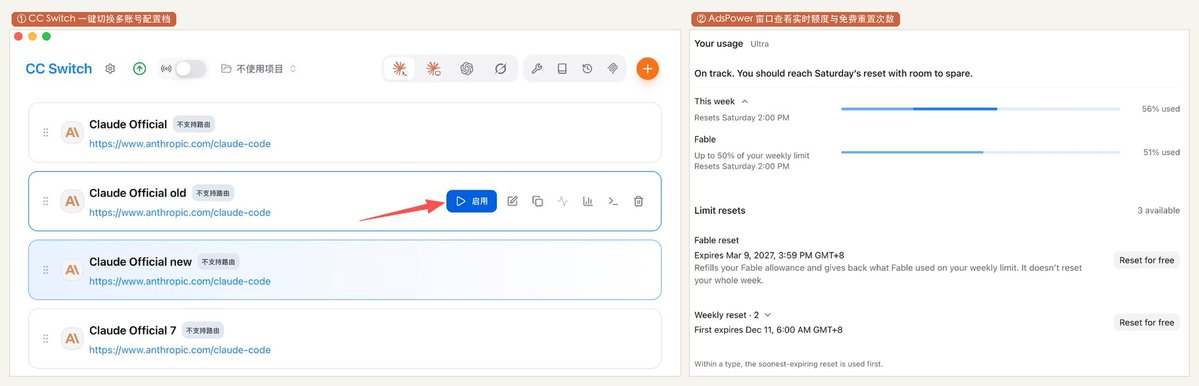 ① CC Switch 一键切换多账号配置档
CC Switch
不使用项目
Claude Official 不支持路由
https://www.anthropic.com/claude-code
Claude Official old 不支持路由
https://www.anthropic.com/claude-code
启用
Claude Official new 不支持路由
https://www.anthropic.com/claude-code
Claude Official 7 不支持路由
https://www.anthropic.com/claude-code
② AdsPower 窗口查看实时额度与免费重置次数
Your usage Ultra
On track. You should reach Saturday's reset with room to spare.
This week
Resets Saturday 2:00 PM
56% used
Fable
Up to 50% of your weekly limit
Resets Saturday 2:00 PM
51% used
Limit resets
3 available
Fable reset
Expires Mar 9, 2027, 3:59 PM GMT+8
Refills your Fable allowance and gives back what Fable used on your weekly limit. It doesn't reset
your whole week.
Reset for free
Weekly reset · 2
First expires Dec 11, 6:00 AM GMT+8
Reset for free
Within a type, the soonest-expiring reset is used first.